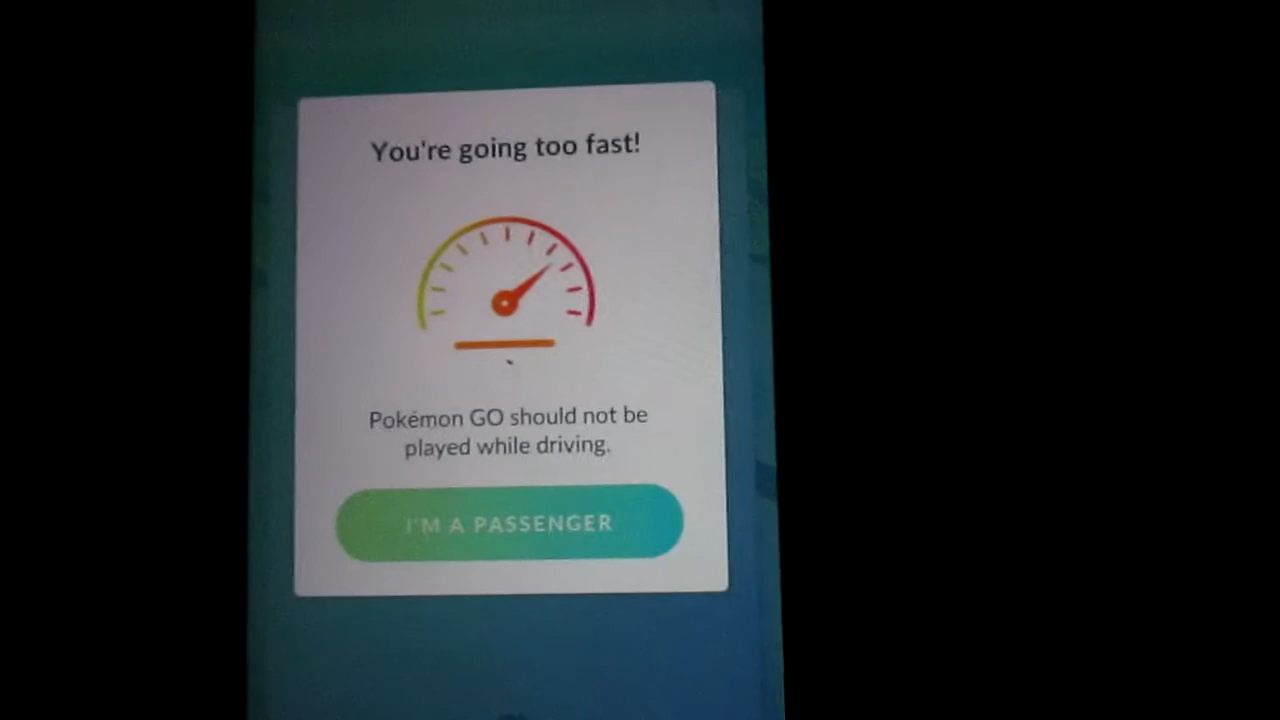 You're going too fast!
Pokémon GO should not be
played while driving.
I'M A PASSENGER